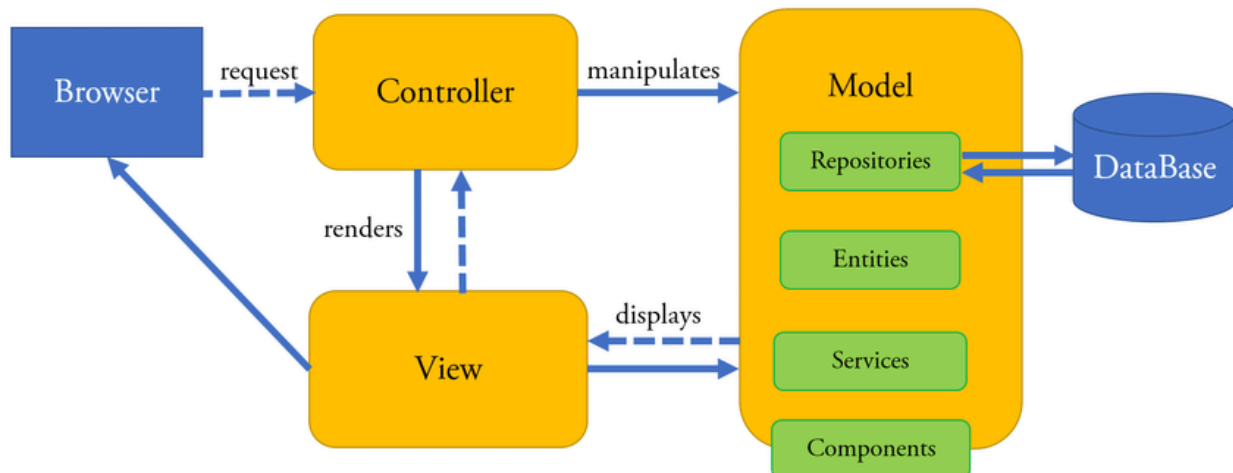 Browser
request
Controller
manipulates
Model
Repositories
DataBase
renders
Entities
displays
View
Services
Components